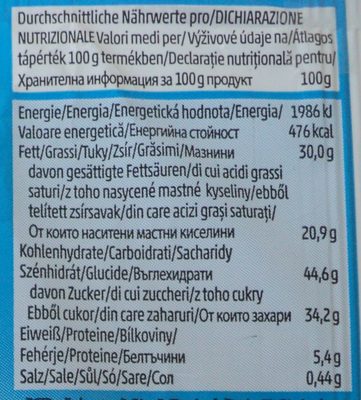 Durchschnittliche Nährwerte pro/DICHIARAZIONE
NUTRIZIONALE Valori medi per/Výživové údaje na/Átlagos
tápérték 100 g termékben/Declarație nutrițională pentru/
Хранителна информация за 100 g продукт 100g
Energie/Energia/Energetická hodnota/Energia/ 1986 kJ
Valoare energetică/Енергийна стойност 476 kcal
Fett/Grassi/Tuky/Zsír/Grăsimi/Мазнини 30,0g
davon gesättigte Fettsäuren/di cui acidi grassi
saturi/z toho nasycené mastné kyseliny/ebből
telített zsírsavak/din care acizi grași saturați/
От които наситени мастни киселини 20,9 g
Kohlenhydrate/Carboidrati/Sacharidy
Szénhidrát/Glucide/Въглехидрати 44,6g
davon Zucker/di cui zuccheri/z toho cukry
Ebből cukor/din care zaharuri/От които захари 34,2g
Eiweiß/Proteine/Bílkoviny/
Fehérje/Proteine/Белтъчини 5,4g
Salz/Sale/Sůl/Só/Sare/Сол 0,44g